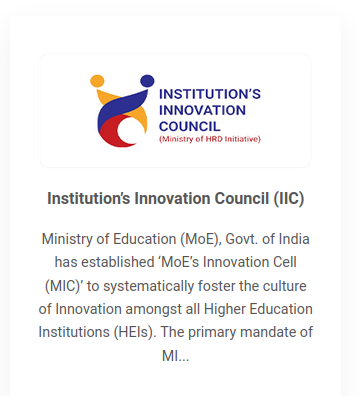 INSTITUTION'S
INNOVATION
COUNCIL
(Ministry of HRD Initiative)
Institution’s Innovation Council (IIC)
Ministry of Education (MoE), Govt. of India
has established ‘MoE’s Innovation Cell
(MIC)’ to systematically foster the culture
of Innovation amongst all Higher Education
Institutions (HEIs). The primary mandate of
MI...